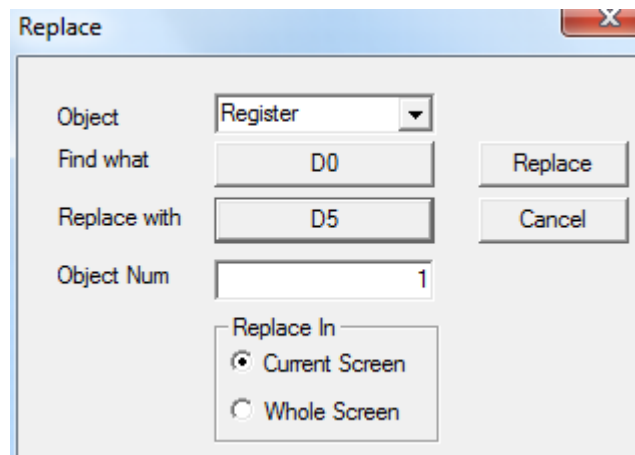 Replace
Object Register
Find what D0 Replace
Replace with D5 Cancel
Object Num 1
Replace In
Current Screen
Whole Screen